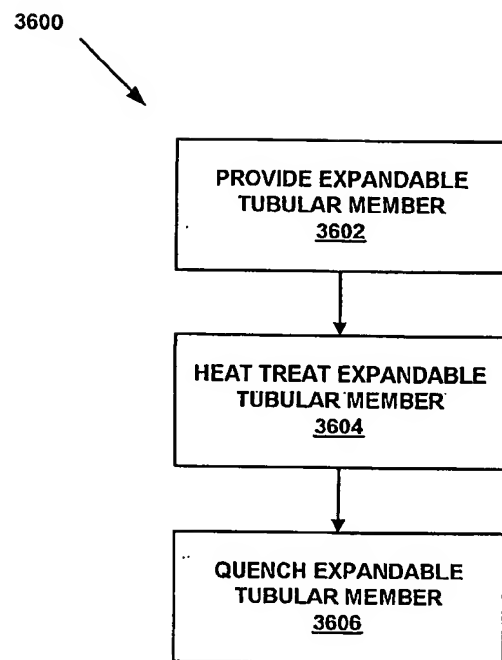 3600
PROVIDE EXPANDABLE
TUBULAR MEMBER
3602
HEAT TREAT EXPANDABLE
TUBULAR MEMBER
3604
QUENCH EXPANDABLE
TUBULAR MEMBER
3606